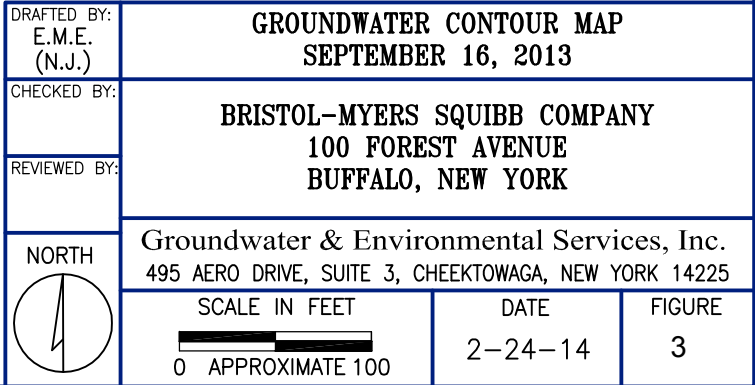 DRAFTED BY:
E.M.E.
(N.J.)
GROUNDWATER CONTOUR MAP
SEPTEMBER 16, 2013
CHECKED BY:
REVIEWED BY:
BRISTOL-MYERS SQUIBB COMPANY
100 FOREST AVENUE
BUFFALO, NEW YORK
NORTH
Groundwater & Environmental Services, Inc.
495 AERO DRIVE, SUITE 3, CHEEKTOWAGA, NEW YORK 14225
SCALE IN FEET
0 APPROXIMATE 100
DATE
2-24-14
FIGURE
3